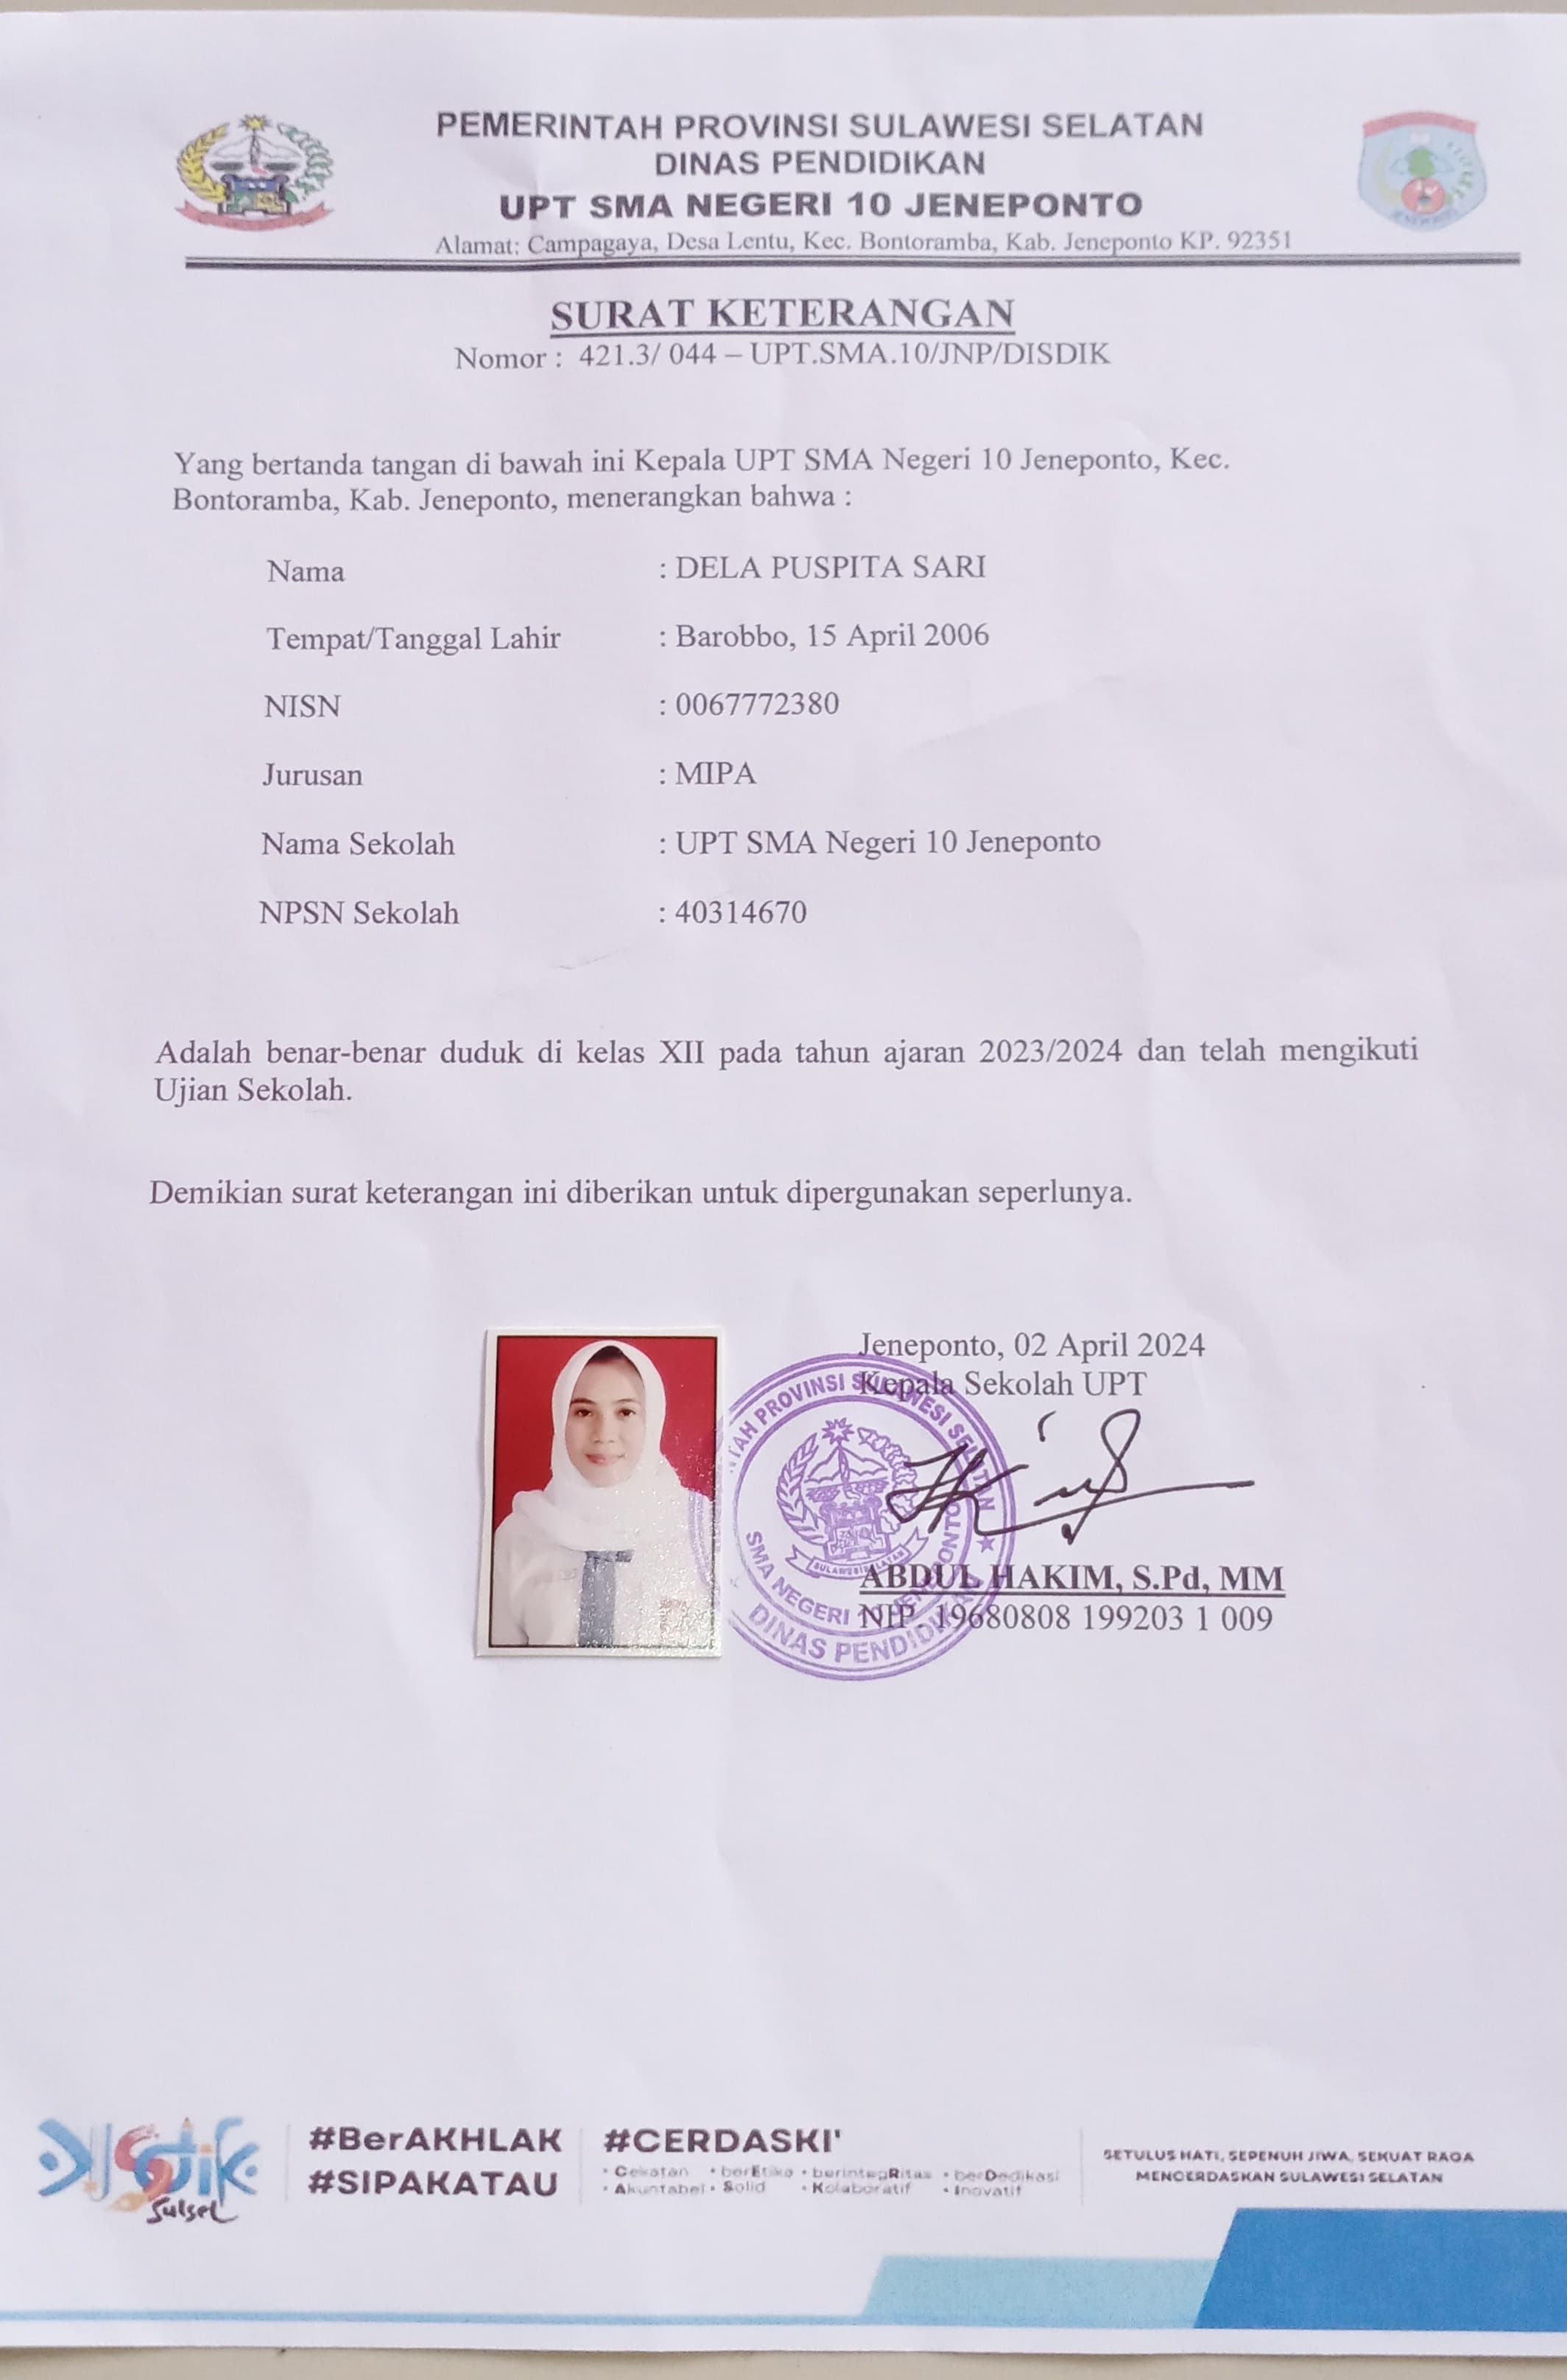 PEMERINTAH PROVINSI SULAWESI SELATAN
DINAS PENDIDIKAN
UPT SMA NEGERI 10 JENEPONTO
Alamat: Campagaya, Desa Lentu, Kec. Bontoramba, Kab. Jeneponto KP. 92351
SURAT KETERANGAN
Nomor : 421.3/ 044 – UPT.SMA.10/JNP/DISDIK
Yang bertanda tangan di bawah ini Kepala UPT SMA Negeri 10 Jeneponto, Kec.
Bontoramba, Kab. Jeneponto, menerangkan bahwa :
Nama : DELA PUSPITA SARI
Tempat/Tanggal Lahir : Barobbo, 15 April 2006
NISN : 0067772380
Jurusan : MIPA
Nama Sekolah : UPT SMA Negeri 10 Jeneponto
NPSN Sekolah : 40314670
Adalah benar-benar duduk di kelas XII pada tahun ajaran 2023/2024 dan telah mengikuti
Ujian Sekolah.
Demikian surat keterangan ini diberikan untuk dipergunakan seperlunya.
Jeneponto, 02 April 2024
Kepala Sekolah UPT
PROVINSI SULAWESI SELATAN
SMA NEGERI JENEPONTO
DINAS PENDIDIKAN
ABDUL HAKIM, S.Pd, MM
NIP. 19680808 199203 1 009
Sulsel
#BerAKHLAK
#SIPAKATAU
#CERDASKI'
• Cekatan • berEtika • berintegRitas • berDedikasi
• Akuntabel • Solid • Kolaboratif • Inovatif
SETULUS HATI, SEPENUH JIWA, SEKUAT RAGA
MENCERDASKAN SULAWESI SELATAN